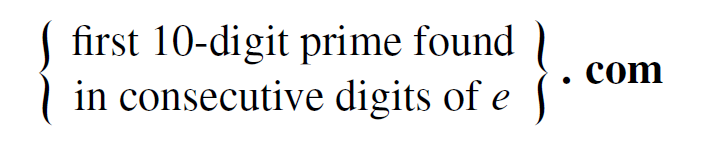 { first 10-digit prime found
in consecutive digits of e } . com